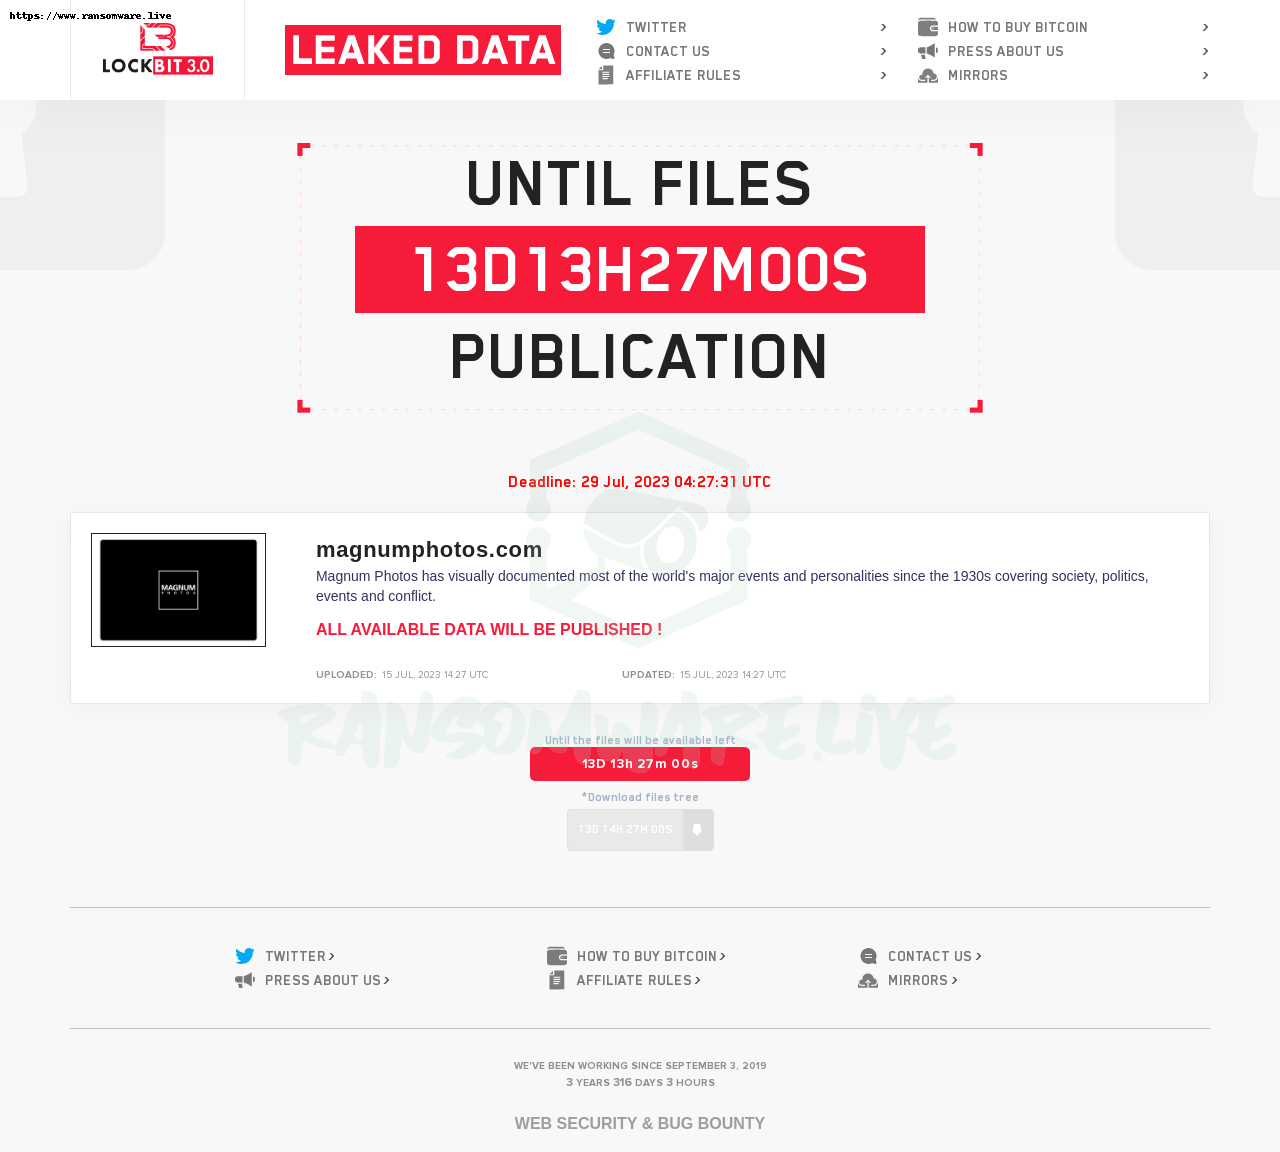 https://www.ransomware.live
LOCKBIT 3.0
LEAKED DATA
TWITTER >
CONTACT US >
AFFILIATE RULES >
HOW TO BUY BITCOIN >
PRESS ABOUT US >
MIRRORS >
UNTIL FILES
13D13H27M00S
PUBLICATION
Deadline: 29 Jul, 2023 04:27:31 UTC
MAGNUM
PHOTOS
magnumphotos.com
Magnum Photos has visually documented most of the world's major events and personalities since the 1930s covering society, politics,
events and conflict.
ALL AVAILABLE DATA WILL BE PUBLISHED !
UPLOADED: 15 JUL, 2023 14:27 UTC
UPDATED: 15 JUL, 2023 14:27 UTC
RANSOMWARE.LIVE
Until the files will be available left
13D 13h 27m 00s
*Download files tree
13D 14H 27M 00S
TWITTER >
HOW TO BUY BITCOIN >
CONTACT US >
PRESS ABOUT US >
AFFILIATE RULES >
MIRRORS >
WE'VE BEEN WORKING SINCE SEPTEMBER 3, 2019
3 YEARS 316 DAYS 3 HOURS
WEB SECURITY & BUG BOUNTY